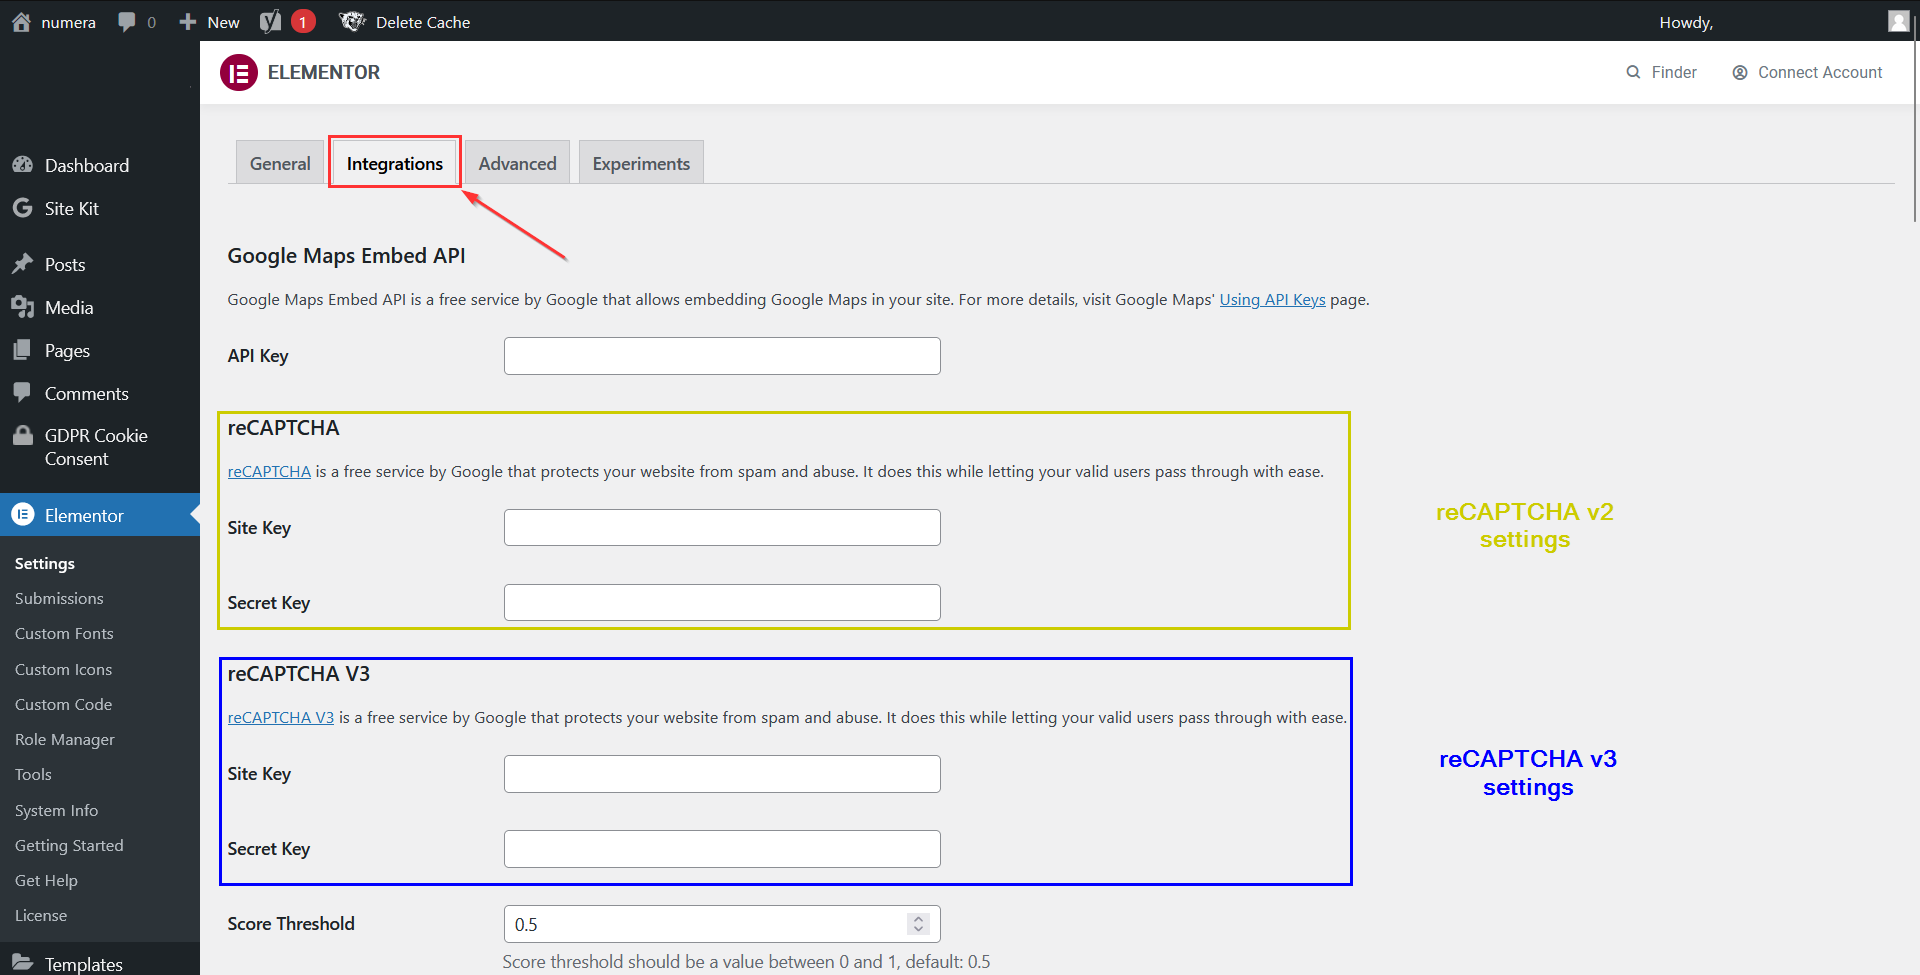 numera
0
New
1
Delete Cache
Howdy,
ELEMENTOR
Finder
Connect Account
Dashboard
Site Kit
Posts
Media
Pages
Comments
GDPR Cookie
Consent
Elementor
Settings
Submissions
Custom Fonts
Custom Icons
Custom Code
Role Manager
Tools
System Info
Getting Started
Get Help
License
Templates
General
Integrations
Advanced
Experiments
Google Maps Embed API
Google Maps Embed API is a free service by Google that allows embedding Google Maps in your site. For more details, visit Google Maps' Using API Keys page.
API Key
reCAPTCHA
reCAPTCHA is a free service by Google that protects your website from spam and abuse. It does this while letting your valid users pass through with ease.
Site Key
Secret Key
reCAPTCHA v2
settings
reCAPTCHA V3
reCAPTCHA V3 is a free service by Google that protects your website from spam and abuse. It does this while letting your valid users pass through with ease.
Site Key
Secret Key
reCAPTCHA v3
settings
Score Threshold
0.5
Score threshold should be a value between 0 and 1, default: 0.5